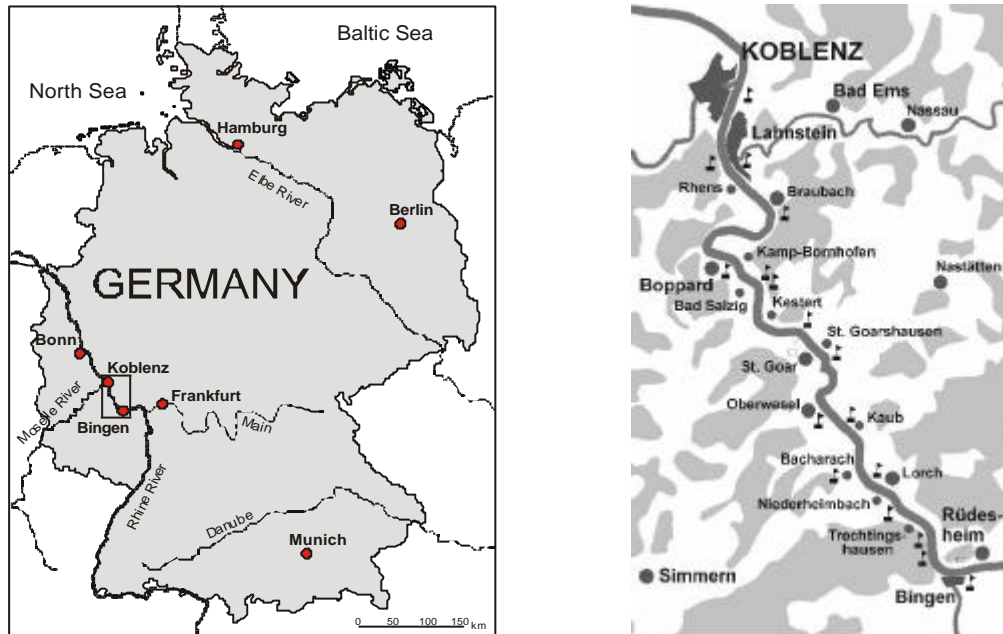 Baltic Sea
North Sea
Hamburg
Elbe River
Berlin
GERMANY
Bonn
Koblenz
Moselle River
Frankfurt
Bingen
Main
Rhine River
Danube
Munich
0 50 100 150 km
KOBLENZ
Bad Ems
Nassau
Lahnstein
Rhens
Braubach
Kamp-Bornhofen
Nastätten
Boppard
Bad Salzig
Kestert
St. Goarshausen
St. Goar
Oberwesel
Kaub
Bacharach
Lorch
Niederheimbach
Rüdes-
heim
Trechtings-
hausen
Simmern
Bingen